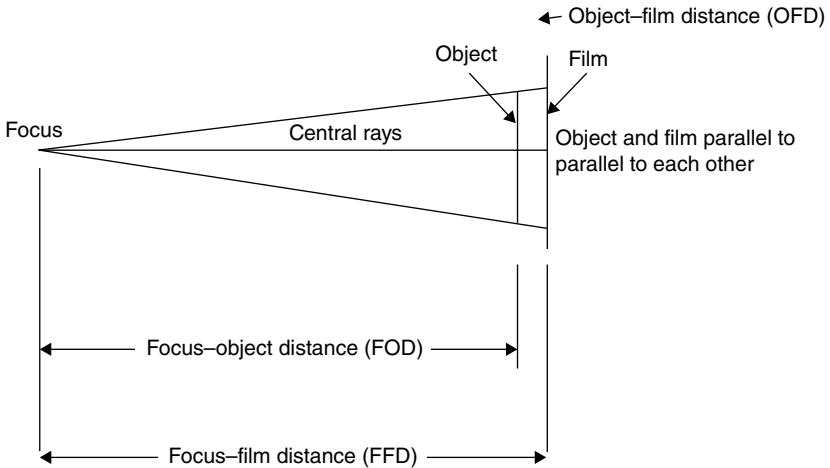 Object–film distance (OFD)
Object
Film
Focus
Central rays
Object and film parallel to
parallel to each other
Focus–object distance (FOD)
Focus–film distance (FFD)